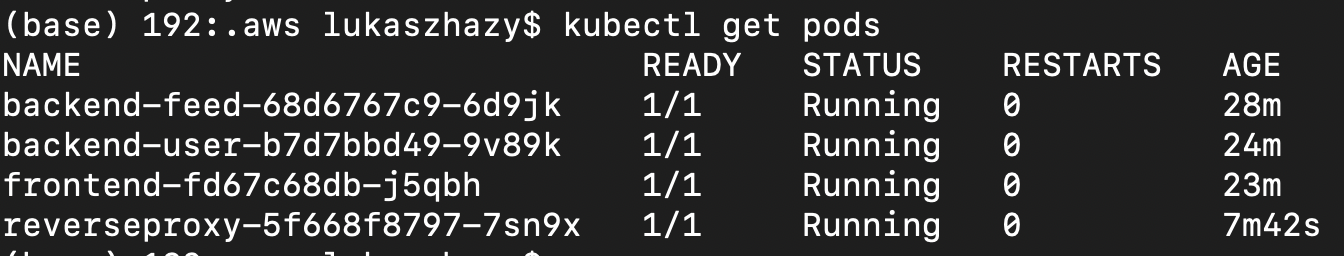 (base) 192:.aws lukaszhazy$ kubectl get pods
NAME READY STATUS RESTARTS AGE
backend-feed-68d6767c9-6d9jk 1/1 Running 0 28m
backend-user-b7d7bbd49-9v89k 1/1 Running 0 24m
frontend-fd67c68db-j5qbh 1/1 Running 0 23m
reverseproxy-5f668f8797-7sn9x 1/1 Running 0 7m42s